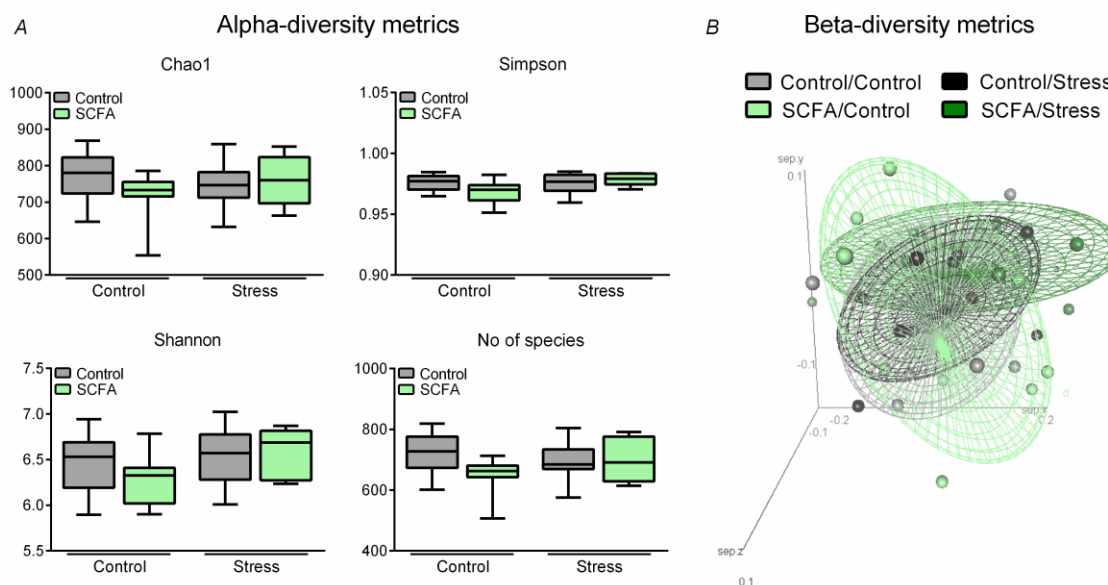 A Alpha-diversity metrics
Chao1
Control
SCFA
1000
900
800
700
600
500
Control Stress
Simpson
Control
SCFA
1.05
1.00
0.95
0.90
Control Stress
Shannon
Control
SCFA
7.5
7.0
6.5
6.0
5.5
Control Stress
No of species
Control
SCFA
1000
800
600
400
Control Stress
B Beta-diversity metrics
Control/Control Control/Stress
SCFA/Control SCFA/Stress
sep.y
0.1
-0.1
-0.2
-0.1
sep.x
0.2
d
sep.z
0.1